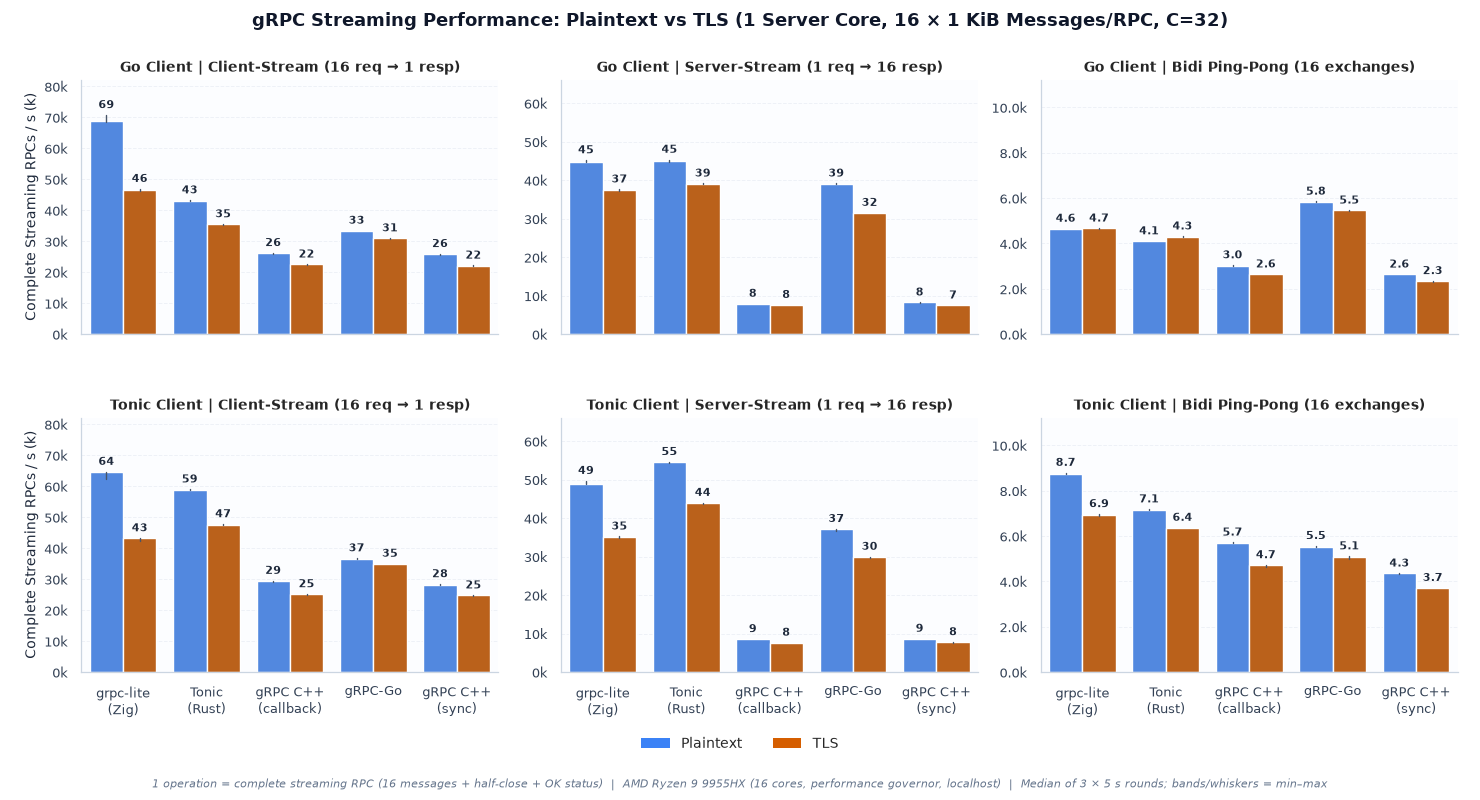 gRPC Streaming Performance: Plaintext vs TLS (1 Server Core, 16 × 1 KiB Messages/RPC, C=32)
Go Client | Client-Stream (16 req → 1 resp)
Complete Streaming RPCs / s (k)
80k
70k
60k
50k
40k
30k
20k
10k
0k
69
46
43
35
26
22
33
31
26
22
Go Client | Server-Stream (1 req → 16 resp)
60k
50k
40k
30k
20k
10k
0k
45
37
45
39
8
8
39
32
8
7
Go Client | Bidi Ping-Pong (16 exchanges)
10.0k
8.0k
6.0k
4.0k
2.0k
0.0k
4.6
4.7
4.1
4.3
3.0
2.6
5.8
5.5
2.6
2.3
Tonic Client | Client-Stream (16 req → 1 resp)
Complete Streaming RPCs / s (k)
80k
70k
60k
50k
40k
30k
20k
10k
0k
64
43
59
47
29
25
37
35
28
25
grpc-lite
(Zig)
Tonic
(Rust)
gRPC C++
(callback)
gRPC-Go
gRPC C++
(sync)
Tonic Client | Server-Stream (1 req → 16 resp)
60k
50k
40k
30k
20k
10k
0k
49
35
55
44
9
8
37
30
9
8
grpc-lite
(Zig)
Tonic
(Rust)
gRPC C++
(callback)
gRPC-Go
gRPC C++
(sync)
Tonic Client | Bidi Ping-Pong (16 exchanges)
10.0k
8.0k
6.0k
4.0k
2.0k
0.0k
8.7
6.9
7.1
6.4
5.7
4.7
5.5
5.1
4.3
3.7
grpc-lite
(Zig)
Tonic
(Rust)
gRPC C++
(callback)
gRPC-Go
gRPC C++
(sync)
Plaintext
TLS
1 operation = complete streaming RPC (16 messages + half-close + OK status) | AMD Ryzen 9 9955HX (16 cores, performance governor, localhost) | Median of 3 × 5 s rounds; bands/whiskers = min–max